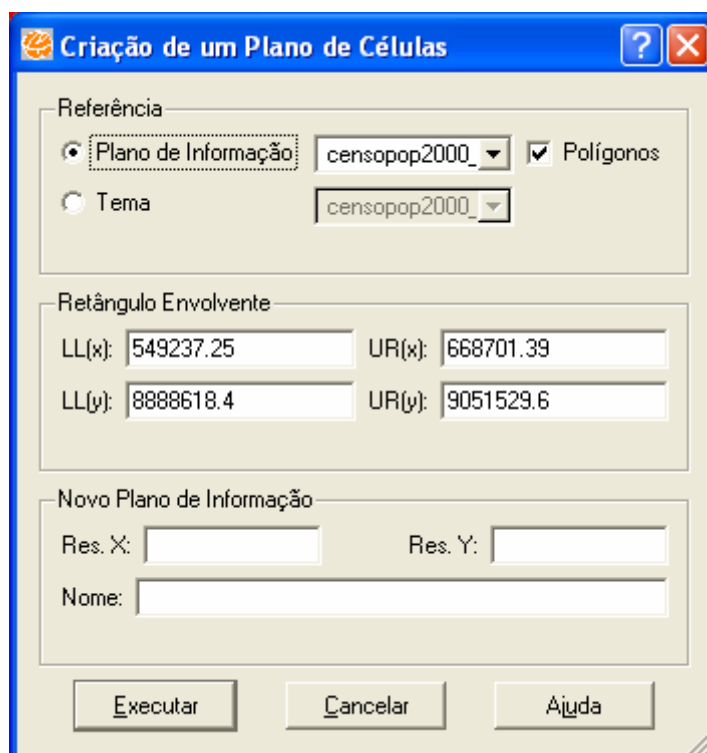 Criação de um Plano de Células
Referência
Plano de Informação censopop2000_ Polígonos
Tema censopop2000_
Retângulo Envolvente
LL(x): 549237.25 UR(x): 668701.39
LL(y): 8888618.4 UR(y): 9051529.6
Novo Plano de Informação
Res. X: Res. Y:
Nome:
Executar Cancelar Ajuda